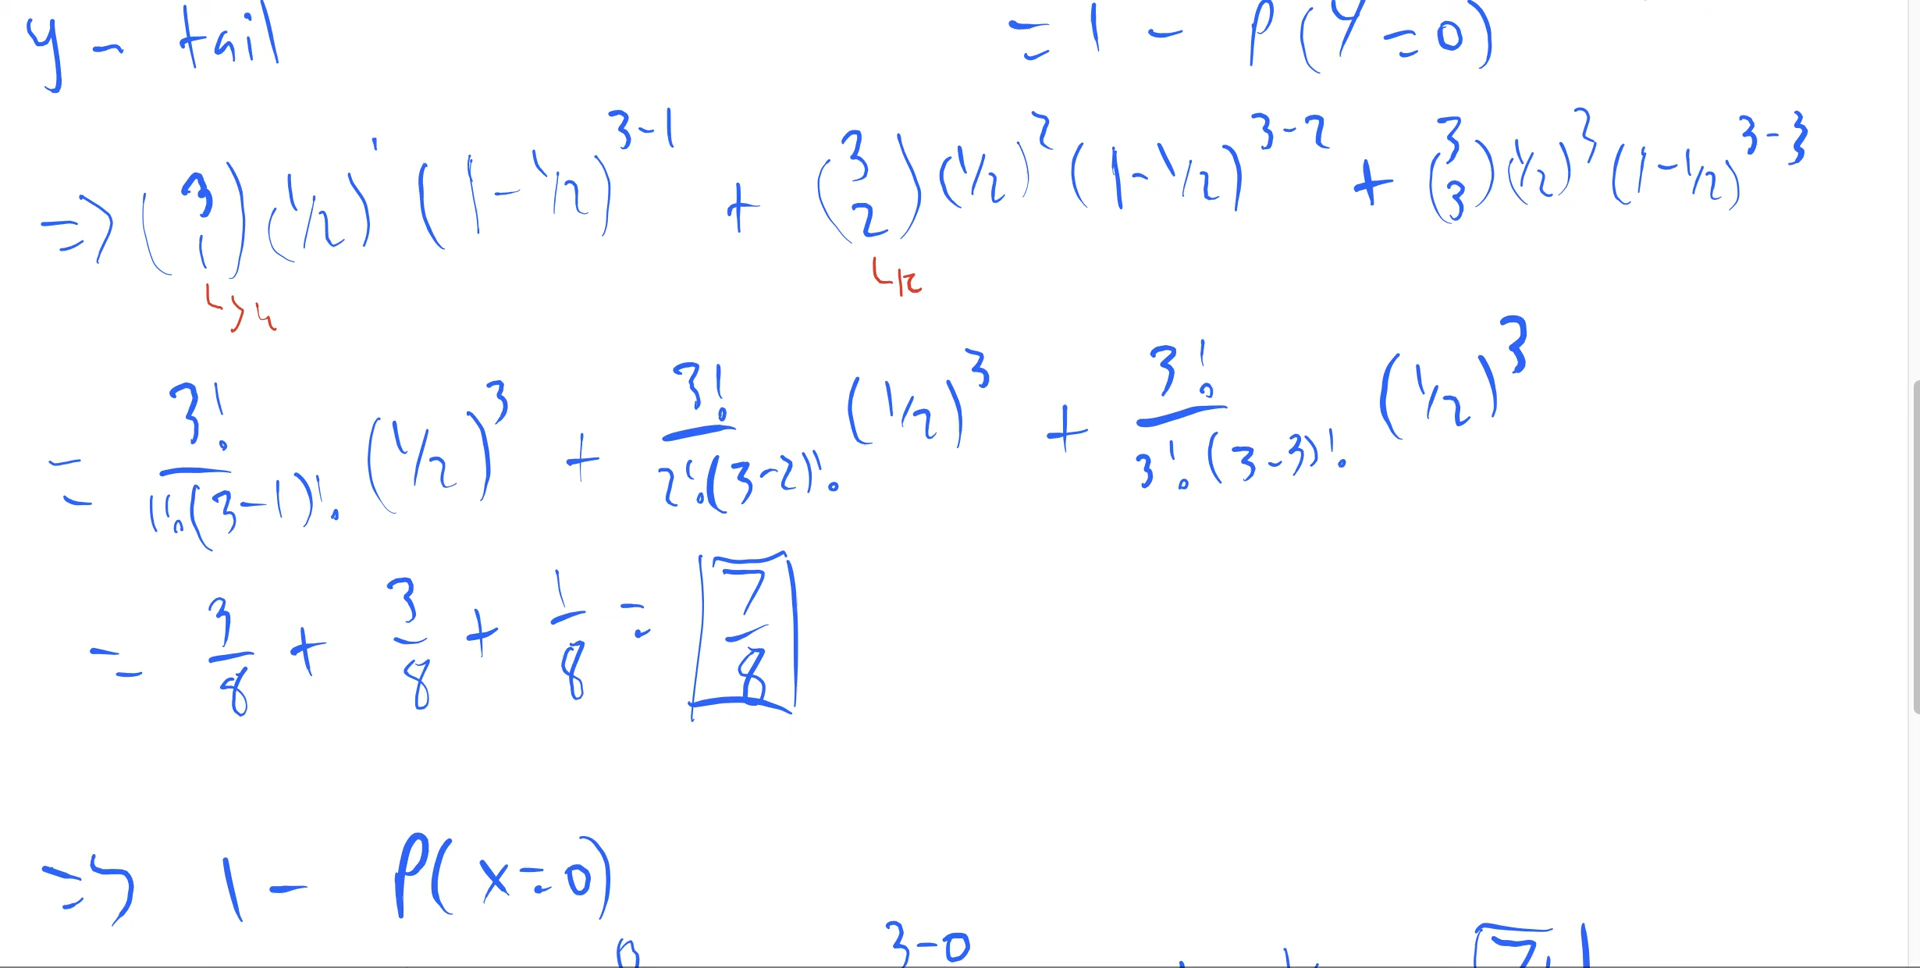 y - tail = 1 - P(Y=0)
=> (3 1)(1/2)^1 (1-1/2)^3-1 + (3 2)(1/2)^2 (1-1/2)^3-2 + (3 3)(1/2)^3 (1-1/2)^3-3
= 3!/1!(3-1)! (1/2)^3 + 3!/2!(3-2)! (1/2)^3 + 3!/3!(3-3)! (1/2)^3
= 3/8 + 3/8 + 1/8 = 7/8
=> 1 - P(x=0)
3-0